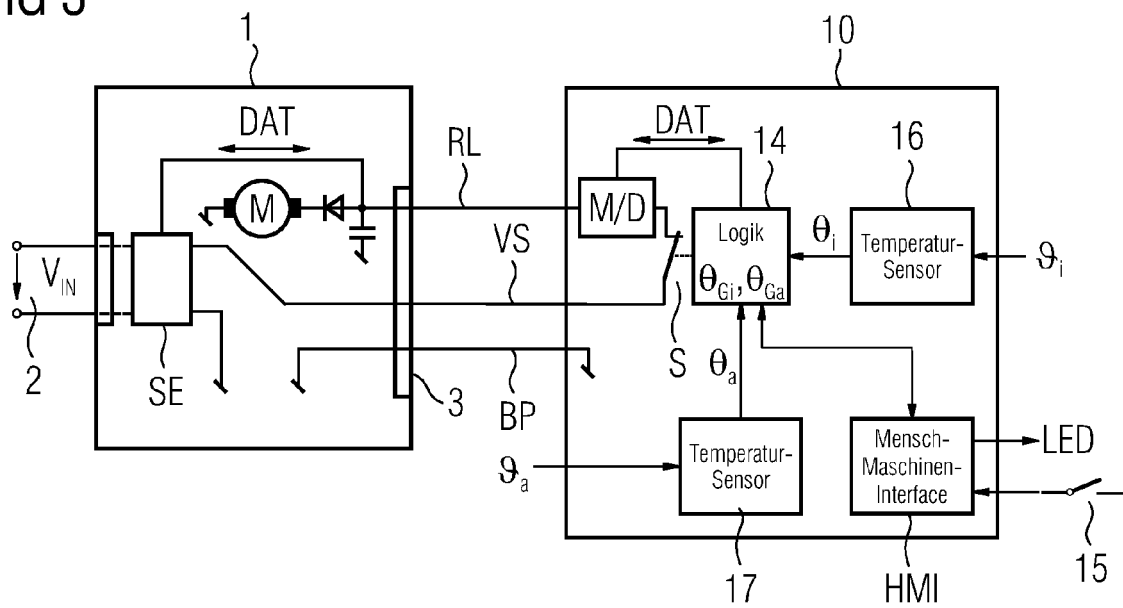 1
10
DAT
DAT
14
16
RL
M
M/D
Logik
θi
Temperatur-
Sensor
ϑi
VIN
VS
θGi, θGa
2
SE
S
θa
3
BP
ϑa
Temperatur-
Sensor
Mensch-
Maschinen-
Interface
LED
17
HMI
15